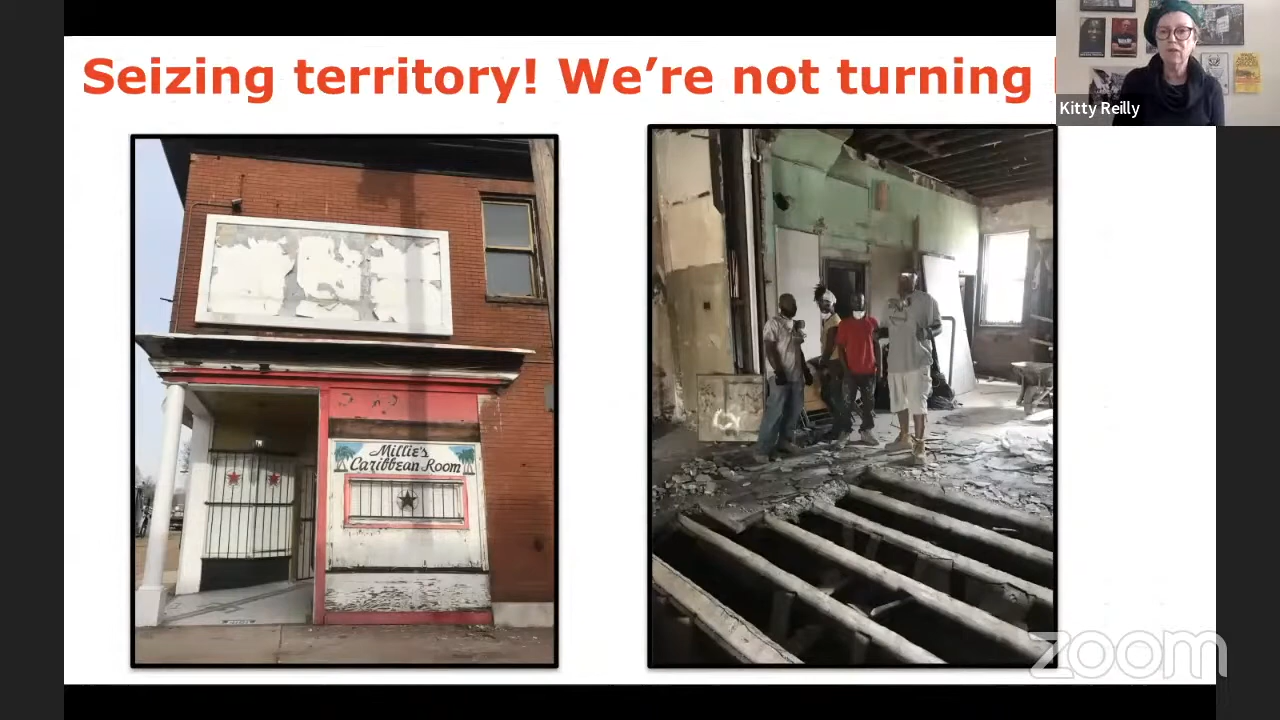 Seizing territory! We're not turning
Kitty Reilly
Millie's
Caribbean Room
zoom